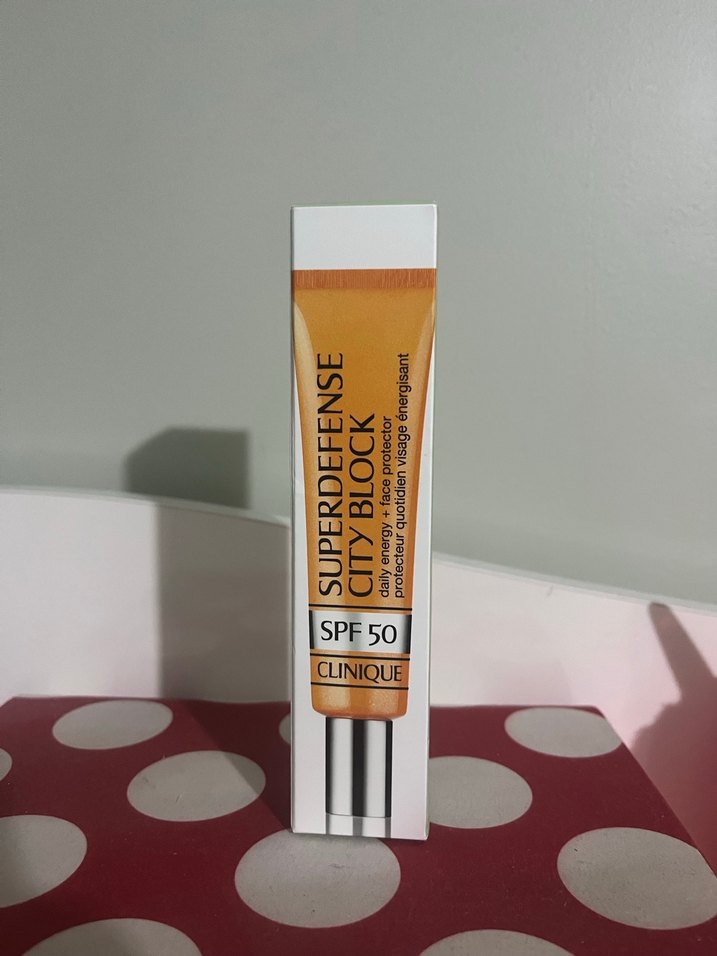 SUPERDEFENSE
CITY BLOCK
daily energy + face protector
protecteur quotidien visage énergisant
SPF 50
CLINIQUE